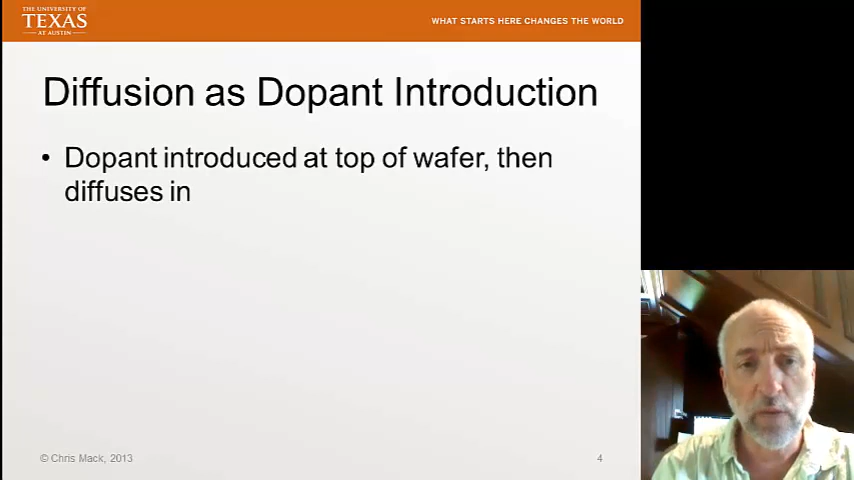 THE UNIVERSITY OF
TEXAS
AT AUSTIN
WHAT STARTS HERE CHANGES THE WORLD
Diffusion as Dopant Introduction
• Dopant introduced at top of wafer, then
diffuses in
© Chris Mack, 2013
4